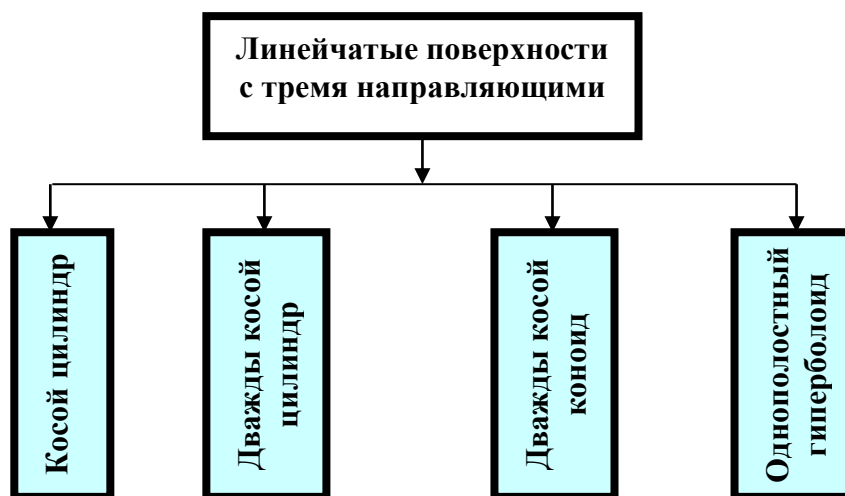 Линейчатые поверхности
с тремя направляющими
Косой цилиндр
Дважды косой
цилиндр
Дважды косой
коноид
Однополостный
гиперболоид